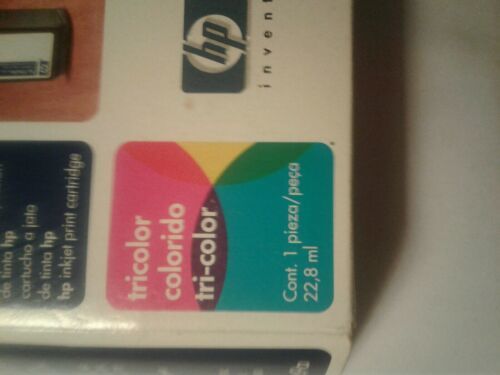 hp
invent
tricolor
colorido
tri-color
Cont. 1 pieza/peça
22,8 ml
de tinta hp
cartucho a jato
de tinta hp
hp inkjet print cartridge